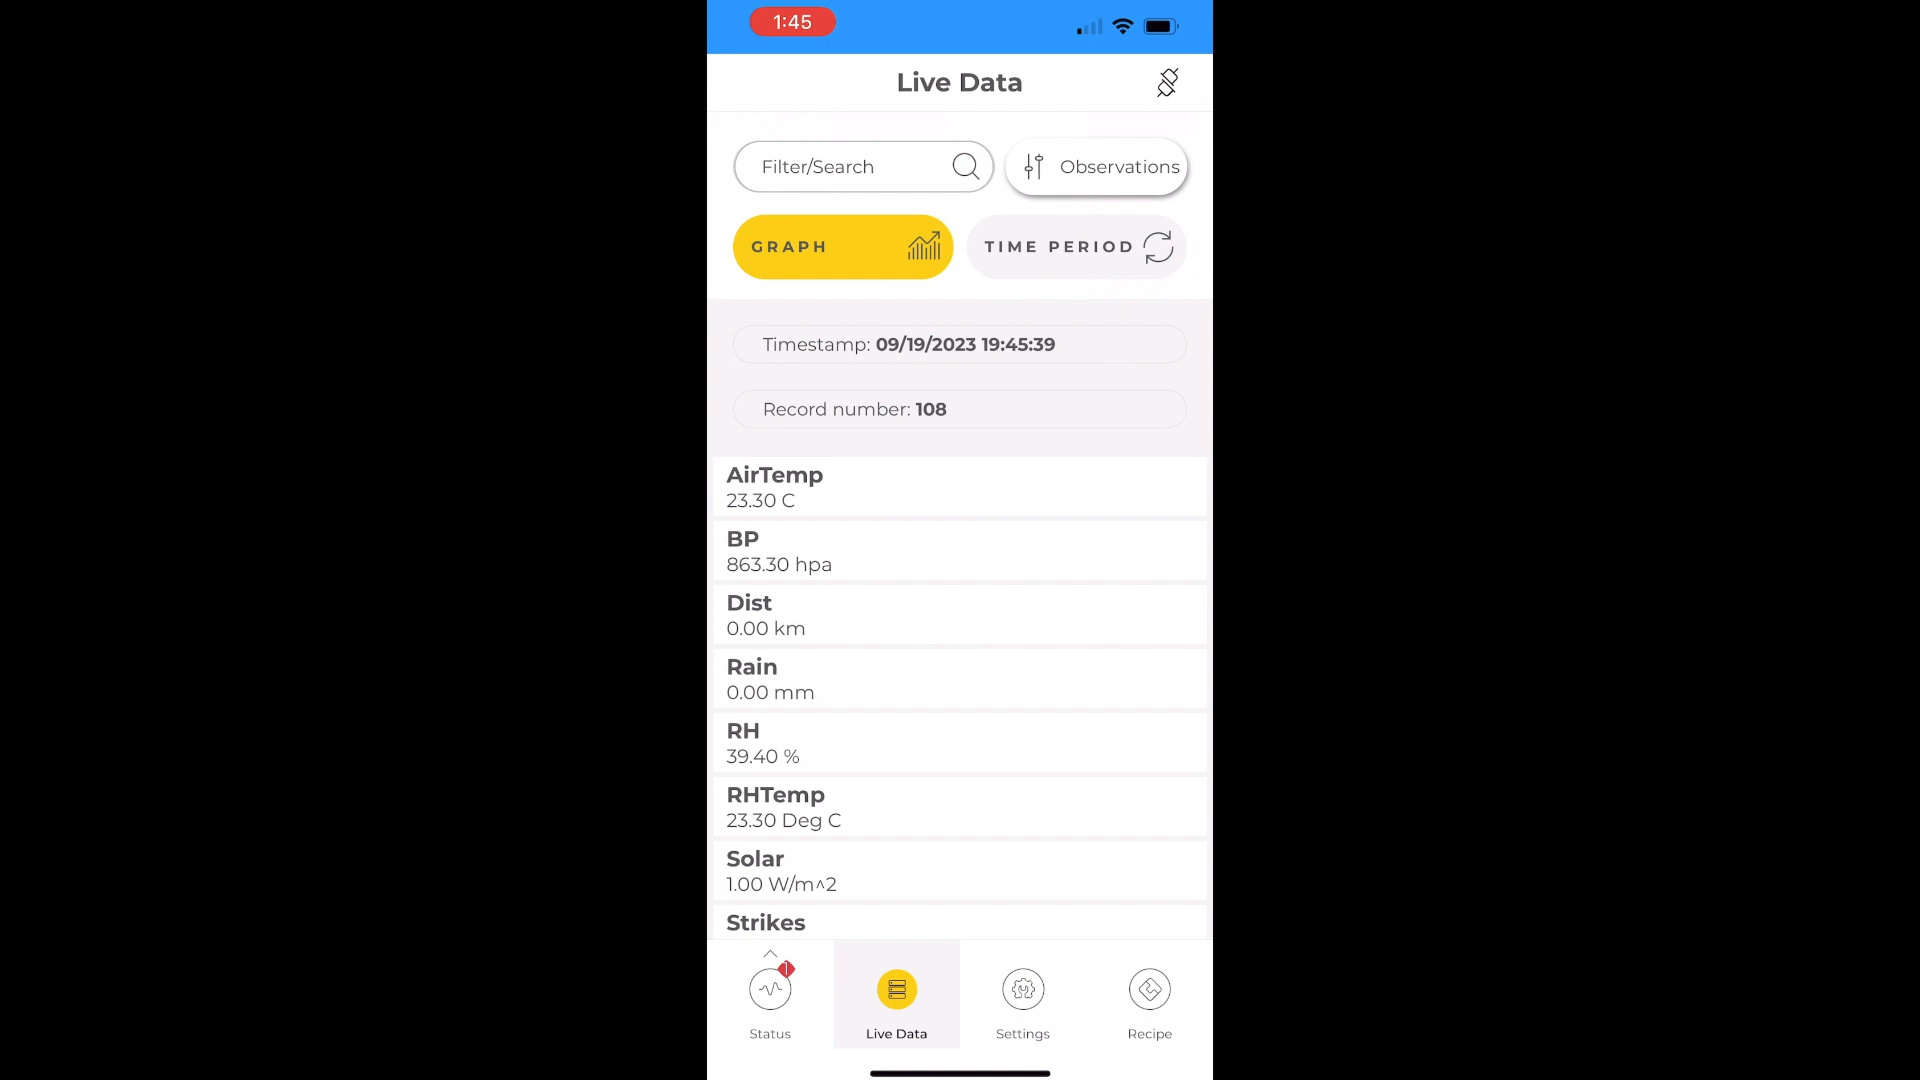 1:45
Live Data
Filter/Search
Observations
GRAPH
TIME PERIOD
Timestamp: 09/19/2023 19:45:39
Record number: 108
AirTemp
23.30 C
BP
863.30 hpa
Dist
0.00 km
Rain
0.00 mm
RH
39.40 %
RHTemp
23.30 Deg C
Solar
1.00 W/m^2
Strikes
1
Status
Live Data
Settings
Recipe